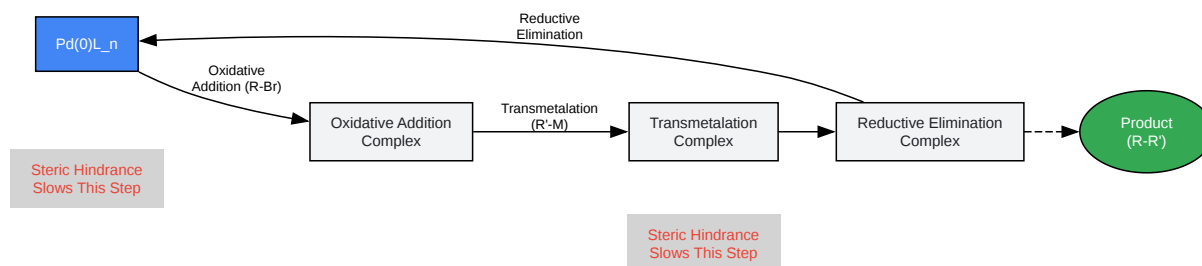 Reductive
Elimination
Pd(0)L_n
Oxidative
Addition (R-Br)
Oxidative Addition
Complex
Transmetalation
(R'-M)
Transmetalation
Complex
Reductive Elimination
Complex
Product
(R-R')
Steric Hindrance
Slows This Step
Steric Hindrance
Slows This Step